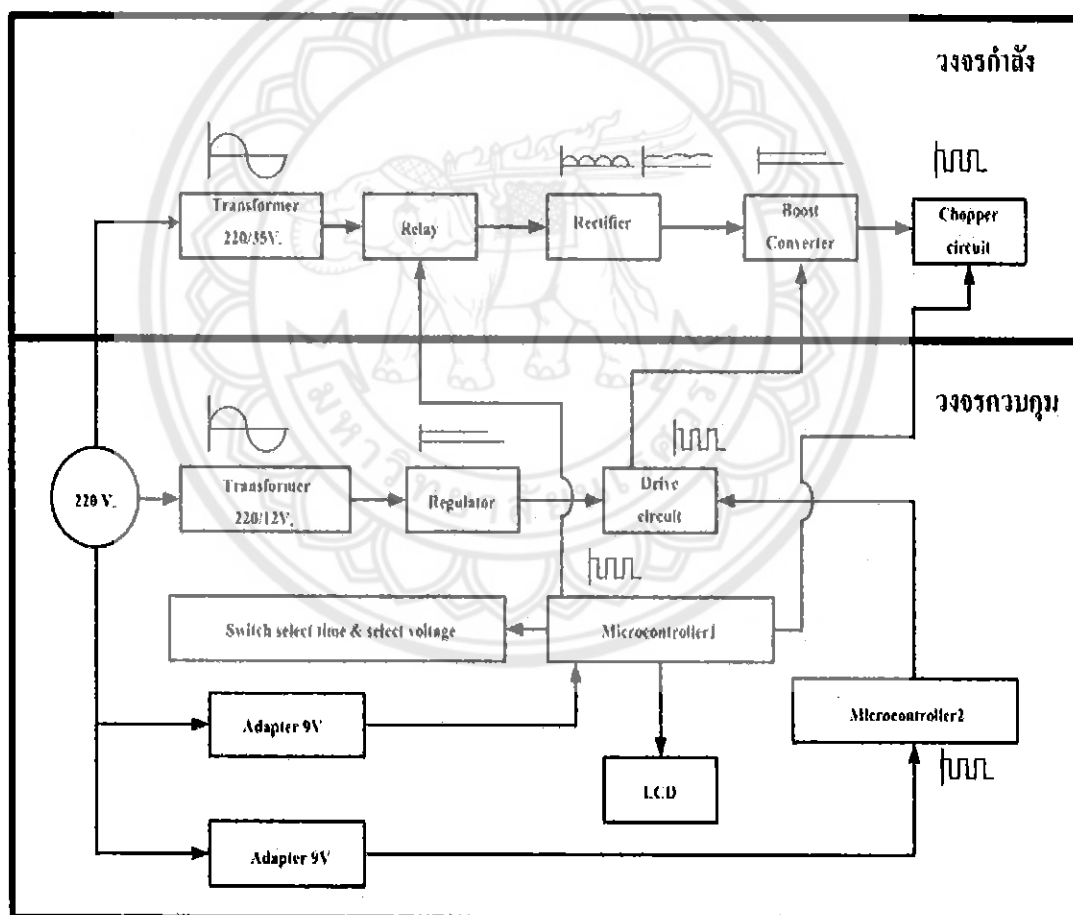 วงจรกำลัง
Transformer
220/35V.
Relay
Rectifier
Boost
Converter
Chopper
circuit
วงจรควบคุม
220 V.
Transformer
220/12V.
Regulator
Drive
circuit
Switch select time & select voltage
Microcontroller1
Adapter 9V
Microcontroller2
LCD
Adapter 9V